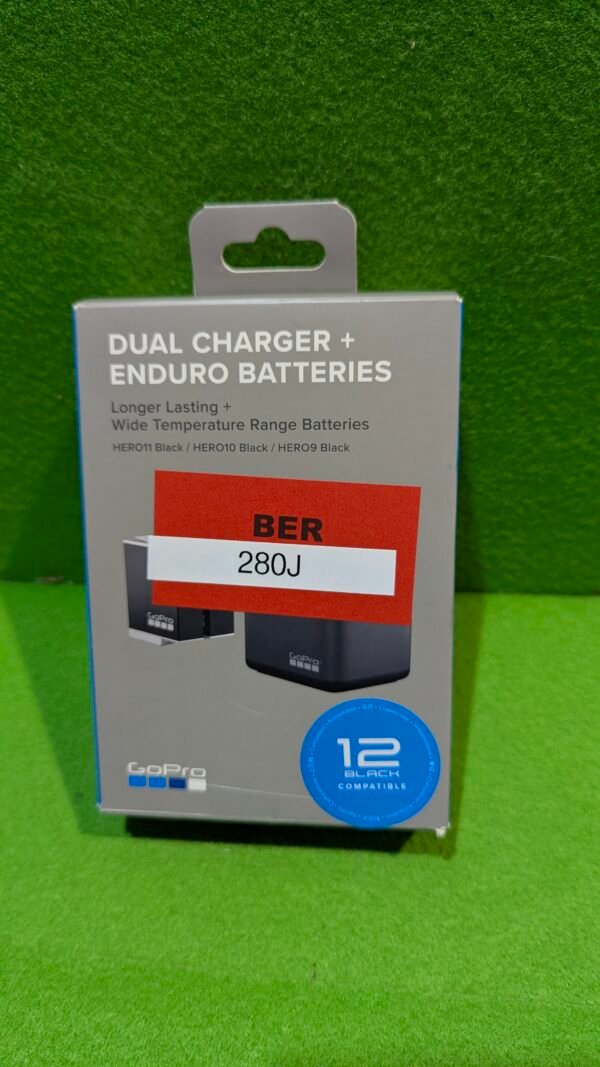 DUAL CHARGER +
ENDURO BATTERIES
Longer Lasting +
Wide Temperature Range Batteries
HERO11 Black / HERO10 Black / HERO9 Black
BER
280J
GoPro
GoPro
12
BLACK
COMPATIBLE
GoPro